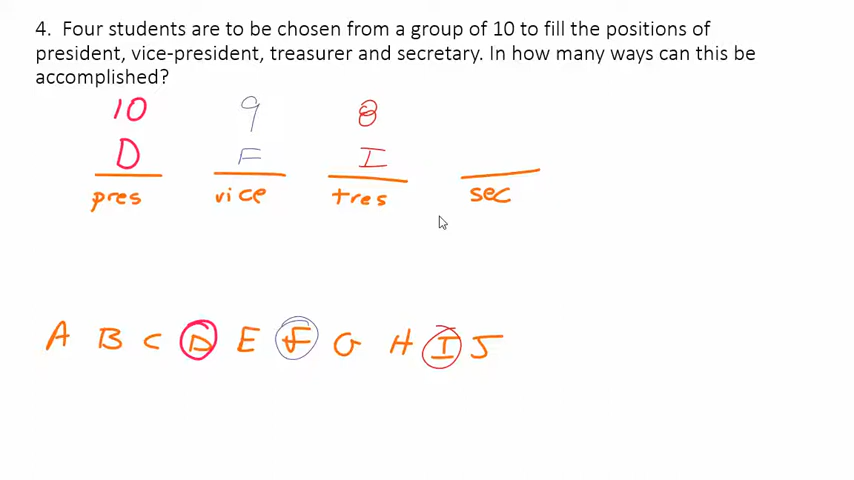 4. Four students are to be chosen from a group of 10 to fill the positions of
president, vice-president, treasurer and secretary. In how many ways can this be
accomplished?
10 9 8
D F I
pres vice tres sec
A B C D E F G H I J